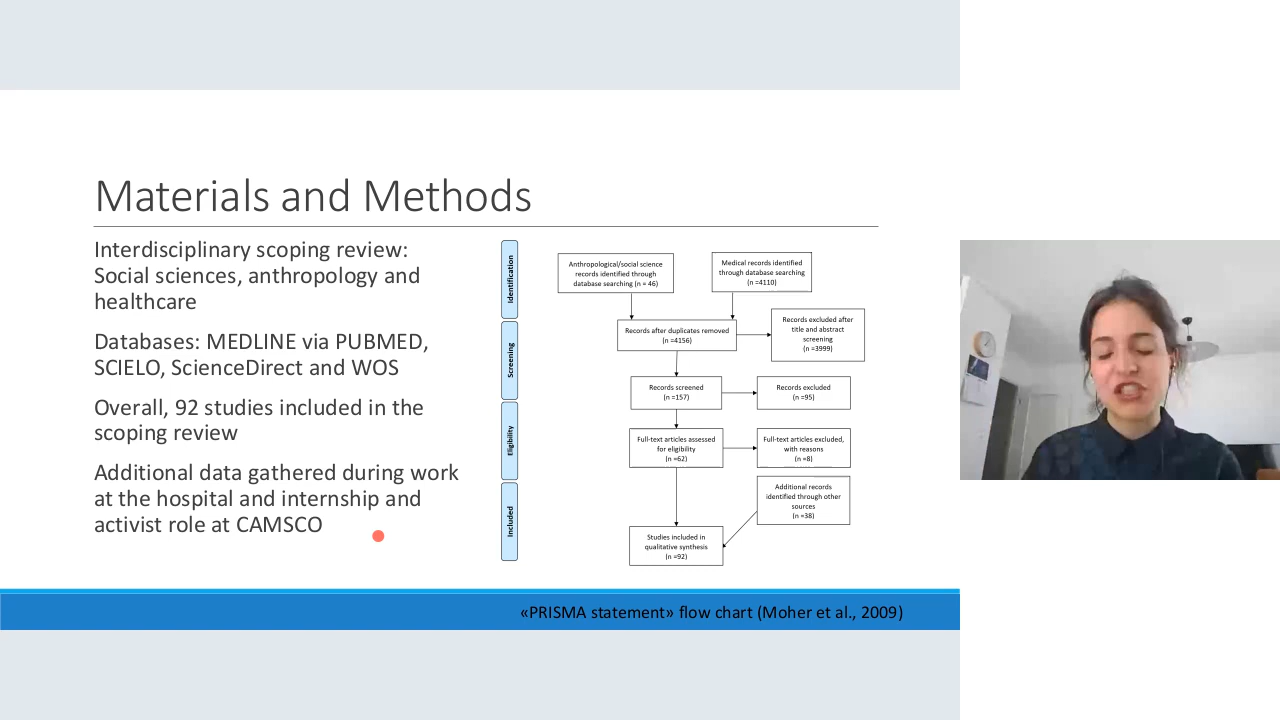 Materials and Methods
Interdisciplinary scoping review:
Social sciences, anthropology and
healthcare
Databases: MEDLINE via PUBMED,
SCIELO, ScienceDirect and WOS
Overall, 92 studies included in the
scoping review
Additional data gathered during work
at the hospital and internship and
activist role at CAMSCO
Identification
Anthropological/social science
records identified through
database searching (n = 46)
Medical records identified
through database searching
(n =4110)
Screening
Records after duplicates removed
(n =4156)
Records excluded after
title and abstract
screening
(n =3999)
Records screened
(n =157)
Records excluded
(n =95)
Eligibility
Full-text articles assessed
for eligibility
(n =62)
Full-text articles excluded,
with reasons
(n =8)
Included
Additional records
identified through other
sources
(n =38)
Studies included in
qualitative synthesis
(n =92)
«PRISMA statement» flow chart (Moher et al., 2009)